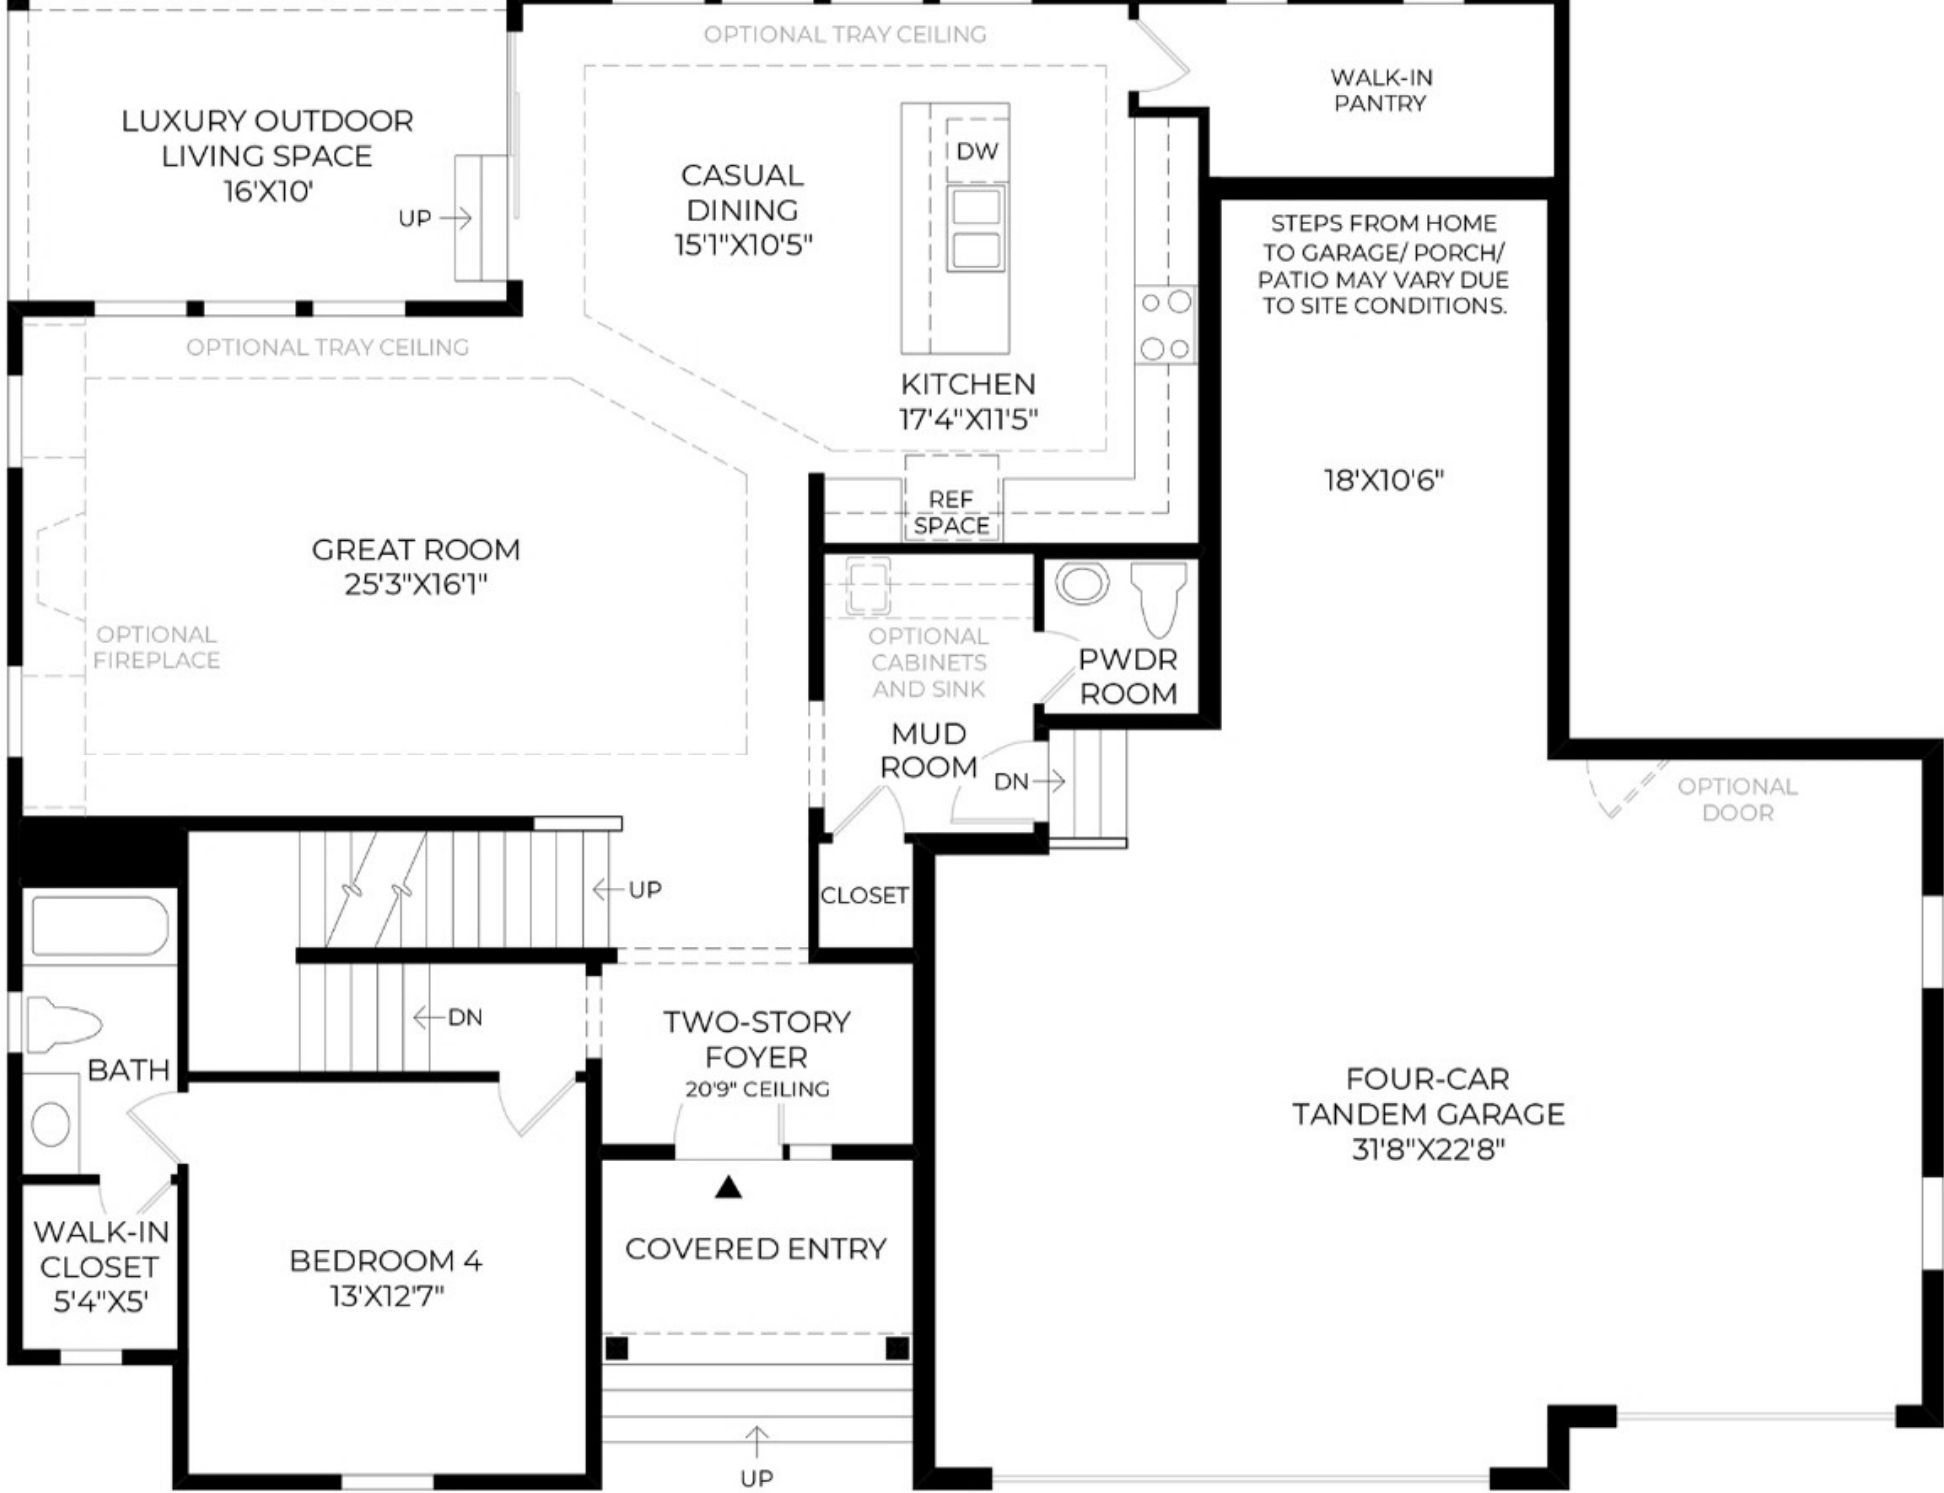 OPTIONAL TRAY CEILING
WALK-IN
PANTRY
LUXURY OUTDOOR
LIVING SPACE
16'X10'
UP
CASUAL
DINING
15'1"X10'5"
DW
STEPS FROM HOME
TO GARAGE/ PORCH/
PATIO MAY VARY DUE
TO SITE CONDITIONS.
OPTIONAL TRAY CEILING
KITCHEN
17'4"X11'5"
18'X10'6"
REF
SPACE
GREAT ROOM
25'3"X16'1"
OPTIONAL
FIREPLACE
OPTIONAL
CABINETS
AND SINK
PWDR
ROOM
MUD
ROOM
DN
OPTIONAL
DOOR
UP
CLOSET
DN
TWO-STORY
FOYER
20'9" CEILING
BATH
FOUR-CAR
TANDEM GARAGE
31'8"X22'8"
WALK-IN
CLOSET
5'4"X5'
BEDROOM 4
13'X12'7"
COVERED ENTRY
UP